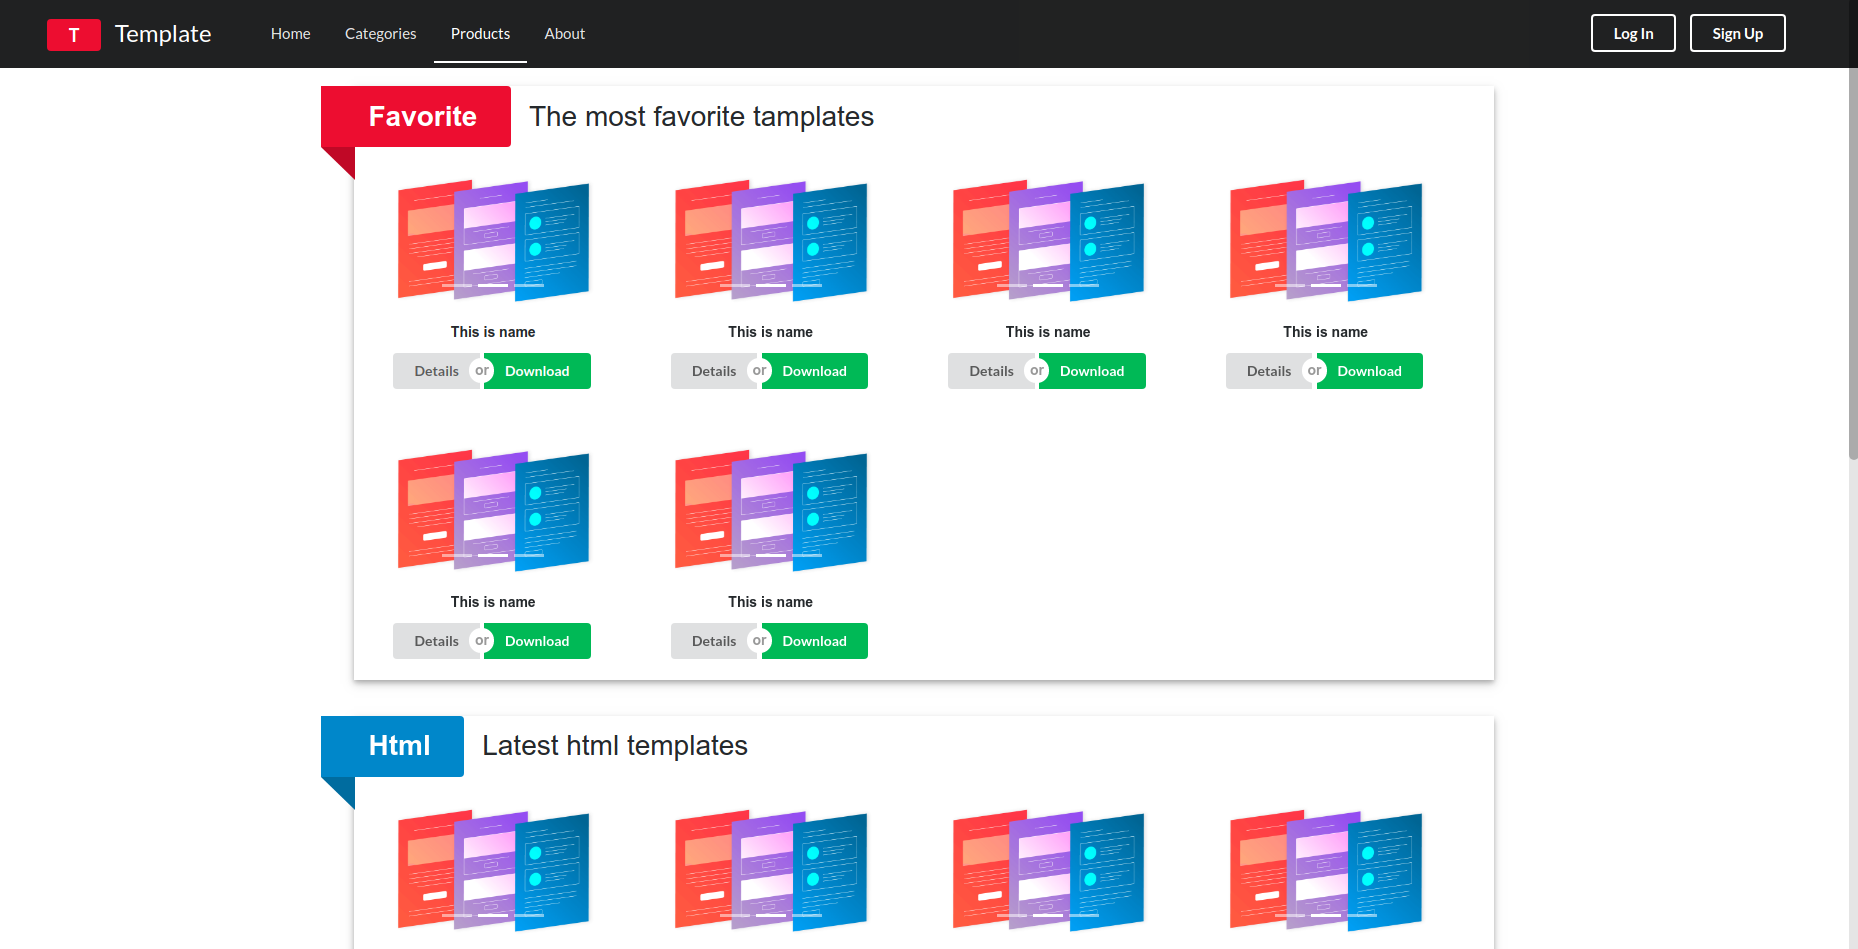 T Template Home Categories Products About Log In Sign Up
Favorite The most favorite tamplates
This is name This is name This is name This is name
Details or Download Details or Download Details or Download Details or Download
This is name This is name
Details or Download Details or Download
Html Latest html templates